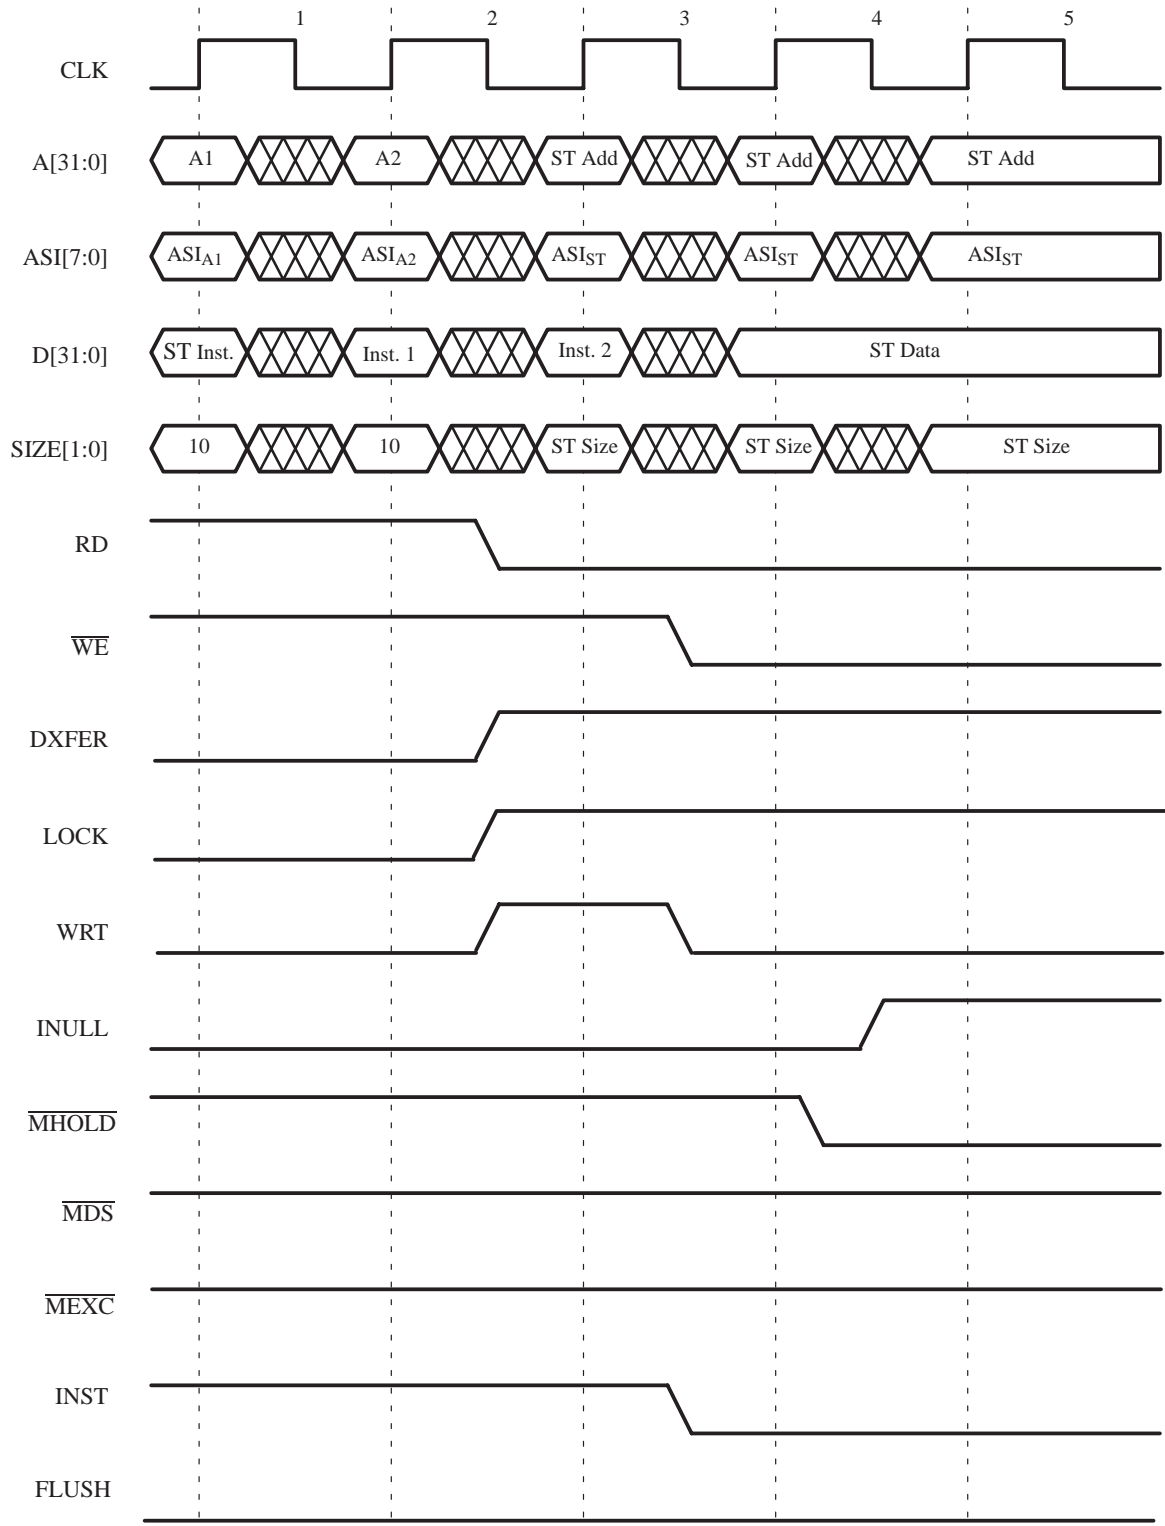 1 2 3 4 5
CLK
A[31:0] A1 A2 ST Add ST Add ST Add
ASI[7:0] ASIA1 ASIA2 ASIST ASIST ASIST
D[31:0] ST Inst. Inst. 1 Inst. 2 ST Data
SIZE[1:0] 10 10 ST Size ST Size ST Size
RD
WE
DXFER
LOCK
WRT
INULL
MHOLD
MDS
MEXC
INST
FLUSH